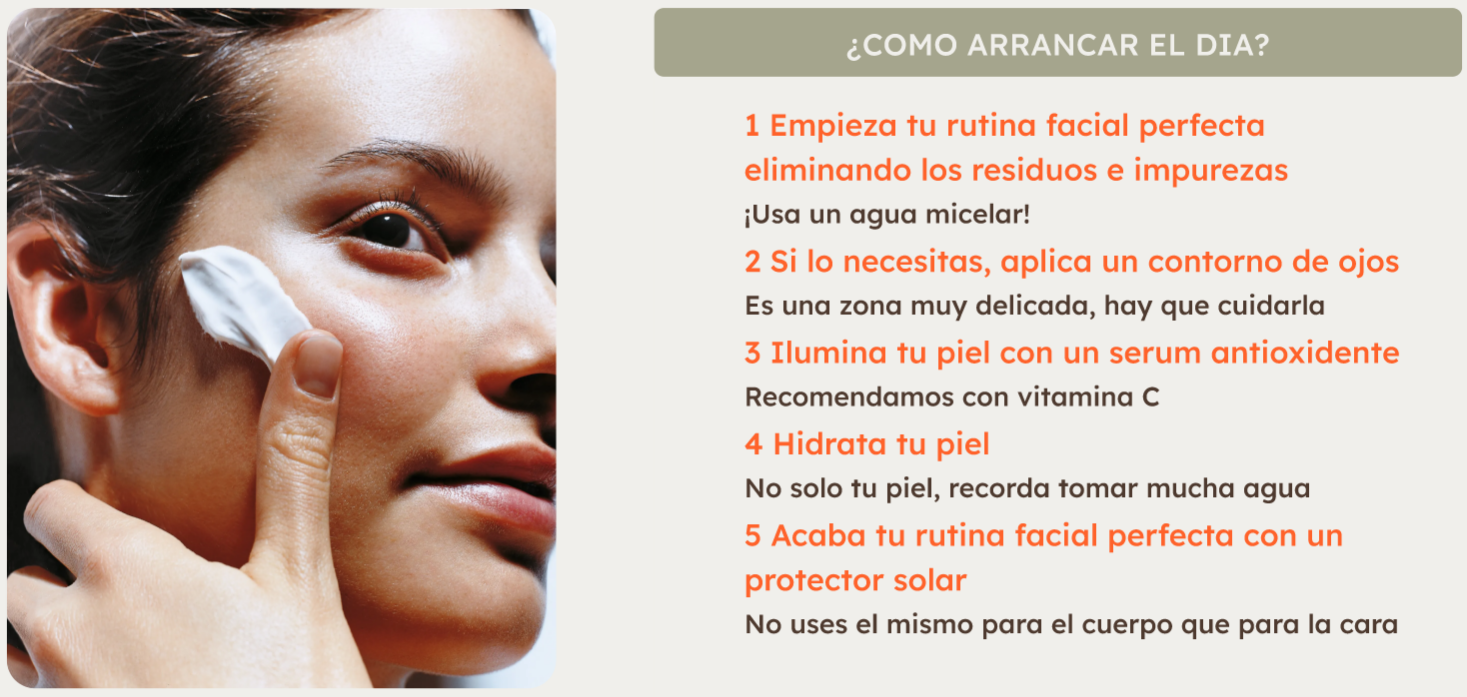 ¿COMO ARRANCAR EL DIA?
1 Empieza tu rutina facial perfecta
eliminando los residuos e impurezas
¡Usa un agua micelar!
2 Si lo necesitas, aplica un contorno de ojos
Es una zona muy delicada, hay que cuidarla
3 Ilumina tu piel con un serum antioxidente
Recomendamos con vitamina C
4 Hidrata tu piel
No solo tu piel, recorda tomar mucha agua
5 Acaba tu rutina facial perfecta con un
protector solar
No uses el mismo para el cuerpo que para la cara